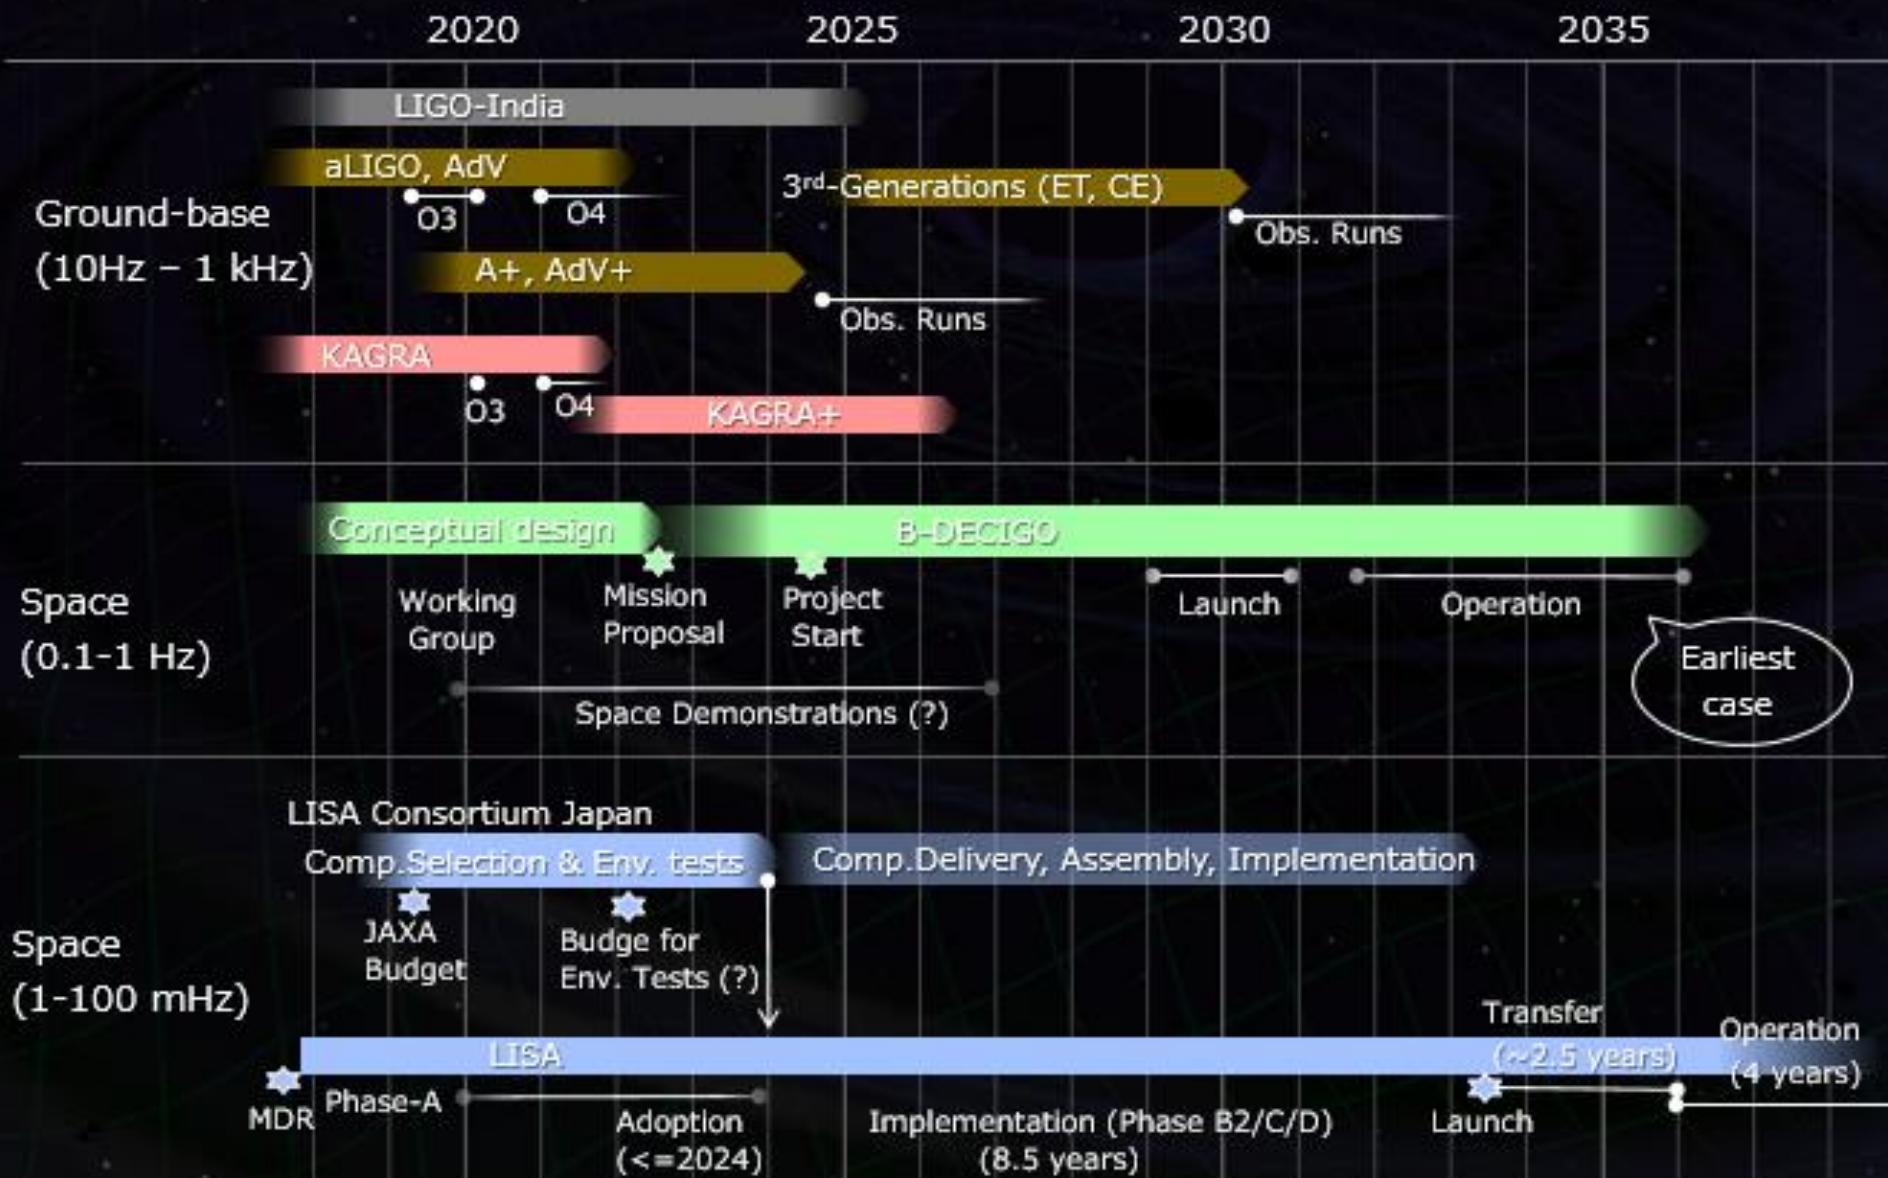 2020 2025 2030 2035
LIGO-India
aLIGO, AdV
O3 O4
3rd-Generations (ET, CE)
Obs. Runs
Ground-base
(10Hz – 1 kHz)
A+, AdV+
Obs. Runs
KAGRA
O3 O4
KAGRA+
Conceptual design
B-DECIGO
Space
(0.1-1 Hz)
Working
Group
Mission
Proposal
Project
Start
Launch
Operation
Earliest
case
Space Demonstrations (?)
LISA Consortium Japan
Comp.Selection & Env. tests
Comp.Delivery, Assembly, Implementation
Space
(1-100 mHz)
JAXA
Budget
Budge for
Env. Tests (?)
LISA
Transfer
(~2.5 years)
Operation
(4 years)
MDR
Phase-A
Adoption
(<=2024)
Implementation (Phase B2/C/D)
(8.5 years)
Launch